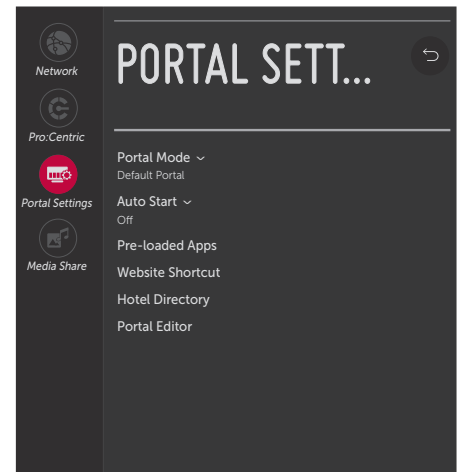 PORTAL SETT...
Network
Pro:Centric
Portal Settings
Media Share
Portal Mode
Default Portal
Auto Start
Off
Pre-loaded Apps
Website Shortcut
Hotel Directory
Portal Editor